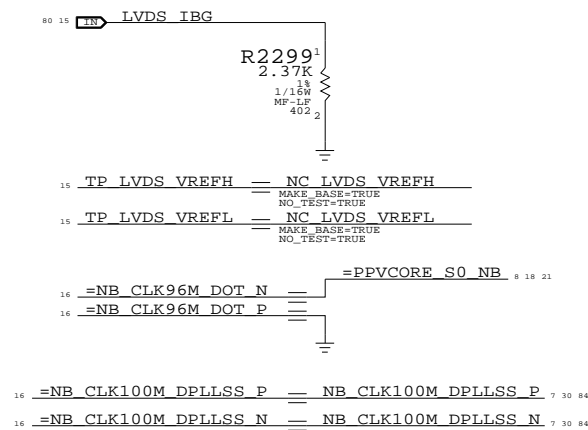 80 15 IN LVDS_IBG
R2299 1
2.37K
1%
1/16W
MF-LF
402 2
15 TP_LVDS_VREFH NC_LVDS_VREFH
MAKE_BASE=TRUE
NO_TEST=TRUE
15 TP_LVDS_VREFL NC_LVDS_VREFL
MAKE_BASE=TRUE
NO_TEST=TRUE
=PPVCORE_S0_NB 8 18 21
16 =NB_CLK96M_DOT_N
16 =NB_CLK96M_DOT_P
16 =NB_CLK100M_DPLLSS_P NB_CLK100M_DPLLSS_P 7 30 84
16 =NB_CLK100M_DPLLSS_N NB_CLK100M_DPLLSS_N 7 30 84